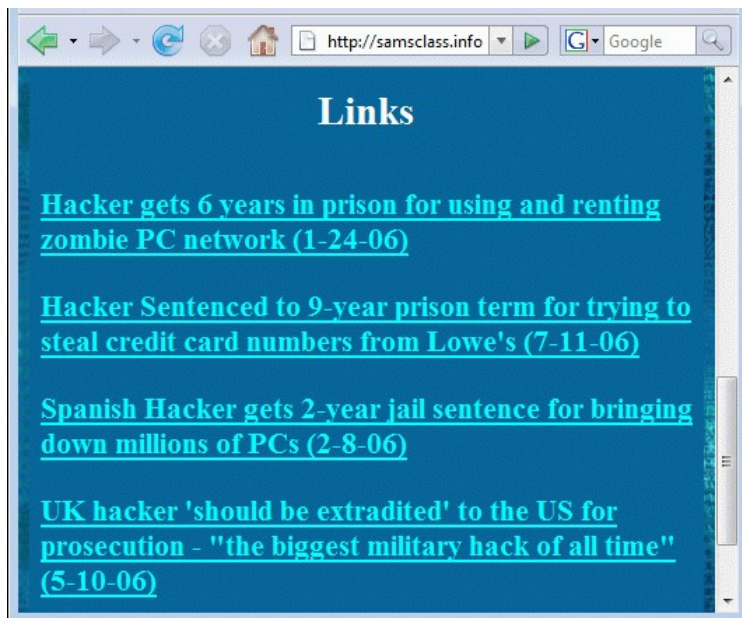 http://samsclass.info
G Google
Links
Hacker gets 6 years in prison for using and renting
zombie PC network (1-24-06)
Hacker Sentenced to 9-year prison term for trying to
steal credit card numbers from Lowe's (7-11-06)
Spanish Hacker gets 2-year jail sentence for bringing
down millions of PCs (2-8-06)
UK hacker 'should be extradited' to the US for
prosecution - "the biggest military hack of all time"
(5-10-06)